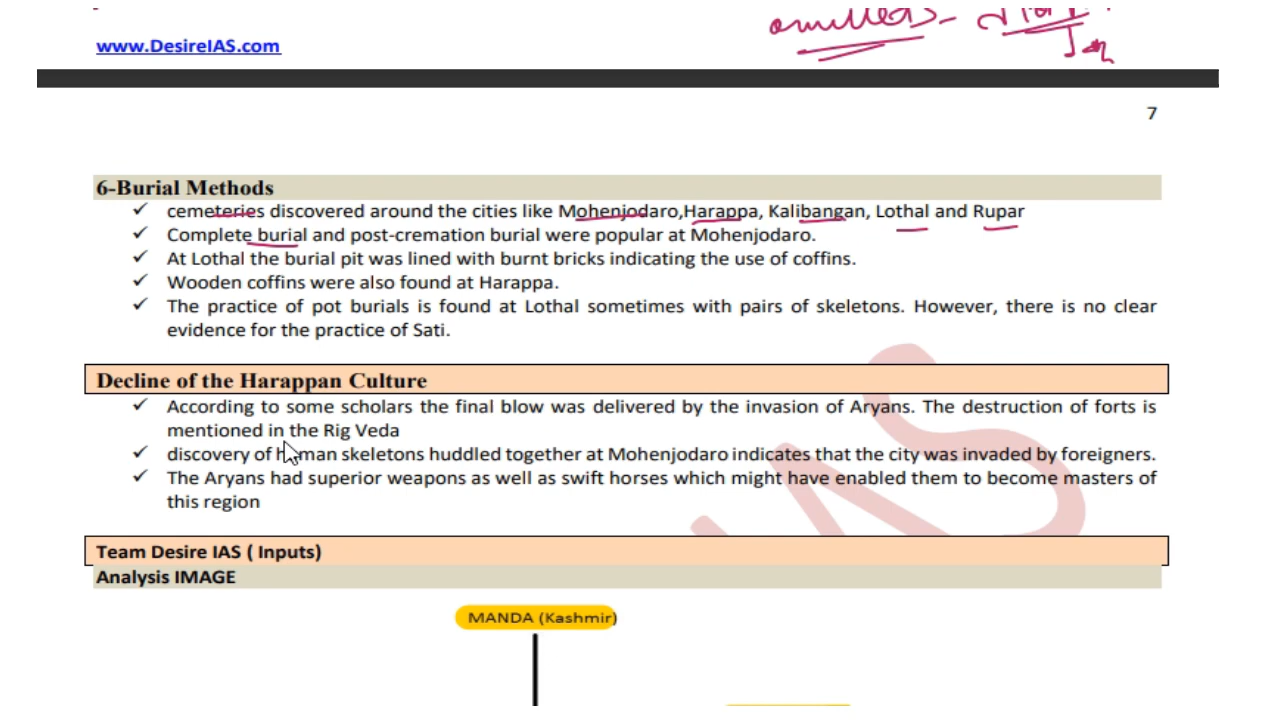 www.DesireIAS.com
7
6-Burial Methods
✓ cemeteries discovered around the cities like Mohenjodaro,Harappa, Kalibangan, Lothal and Rupar
✓ Complete burial and post-cremation burial were popular at Mohenjodaro.
✓ At Lothal the burial pit was lined with burnt bricks indicating the use of coffins.
✓ Wooden coffins were also found at Harappa.
✓ The practice of pot burials is found at Lothal sometimes with pairs of skeletons. However, there is no clear
evidence for the practice of Sati.
Decline of the Harappan Culture
✓ According to some scholars the final blow was delivered by the invasion of Aryans. The destruction of forts is
mentioned in the Rig Veda
✓ discovery of human skeletons huddled together at Mohenjodaro indicates that the city was invaded by foreigners.
✓ The Aryans had superior weapons as well as swift horses which might have enabled them to become masters of
this region
Team Desire IAS ( Inputs)
Analysis IMAGE
MANDA (Kashmir)